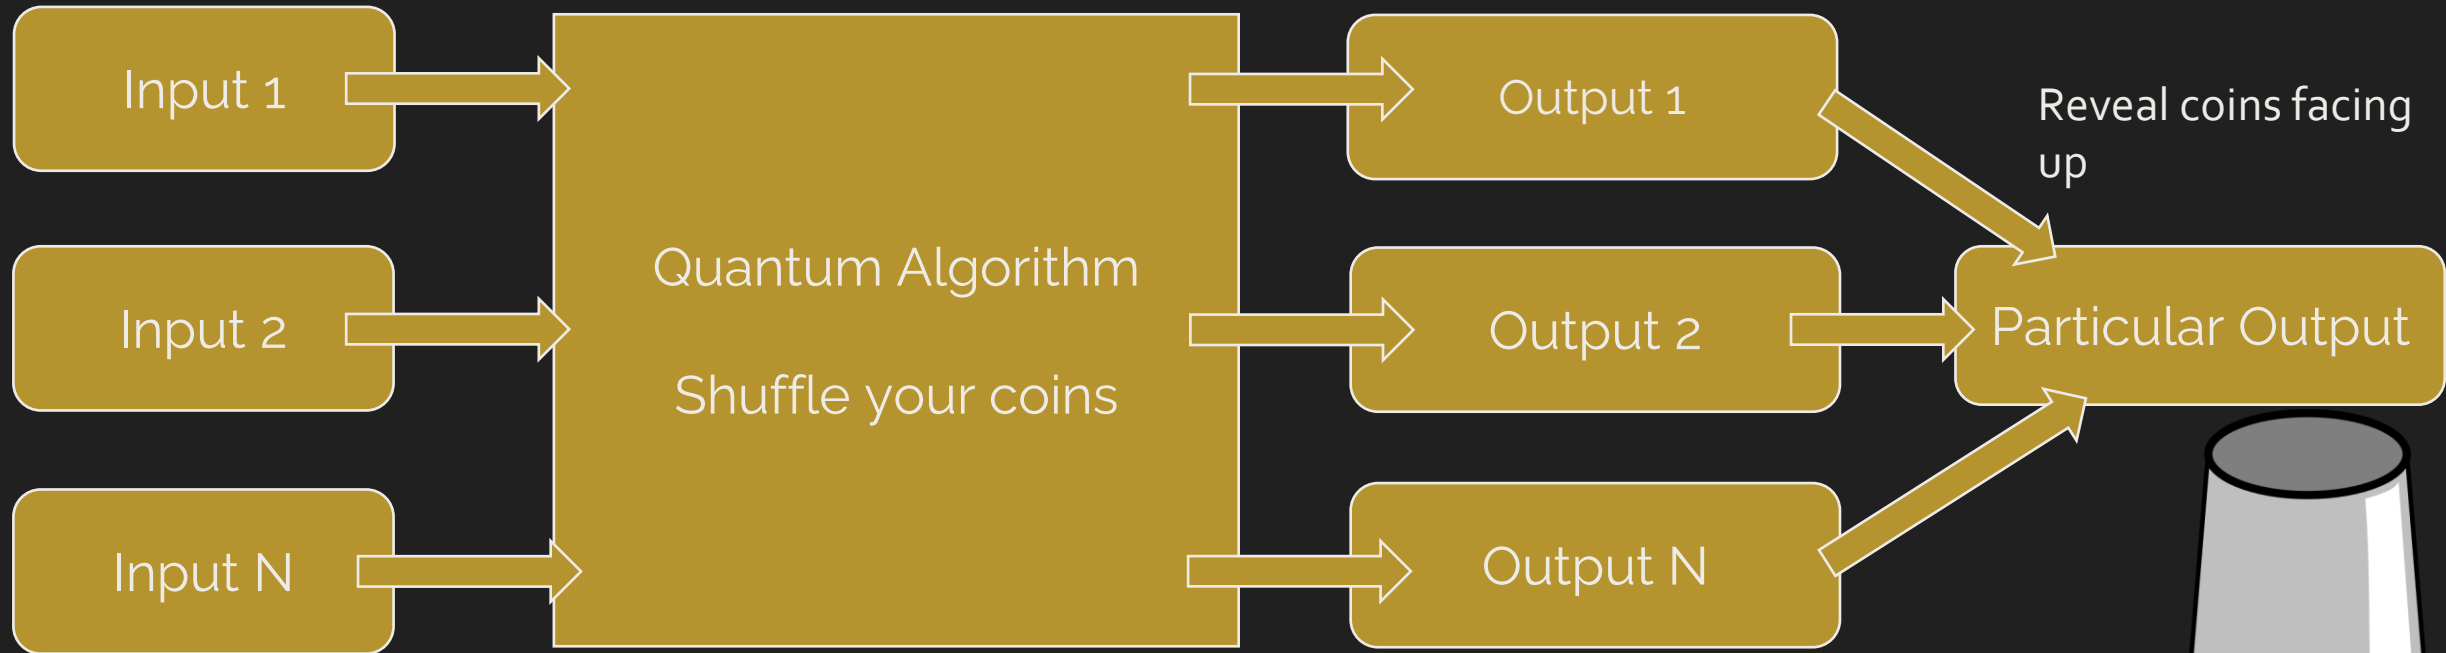 Input 1
Output 1
Reveal coins facing
up
Quantum Algorithm
Input 2
Output 2
Particular Output
Shuffle your coins
Input N
Output N